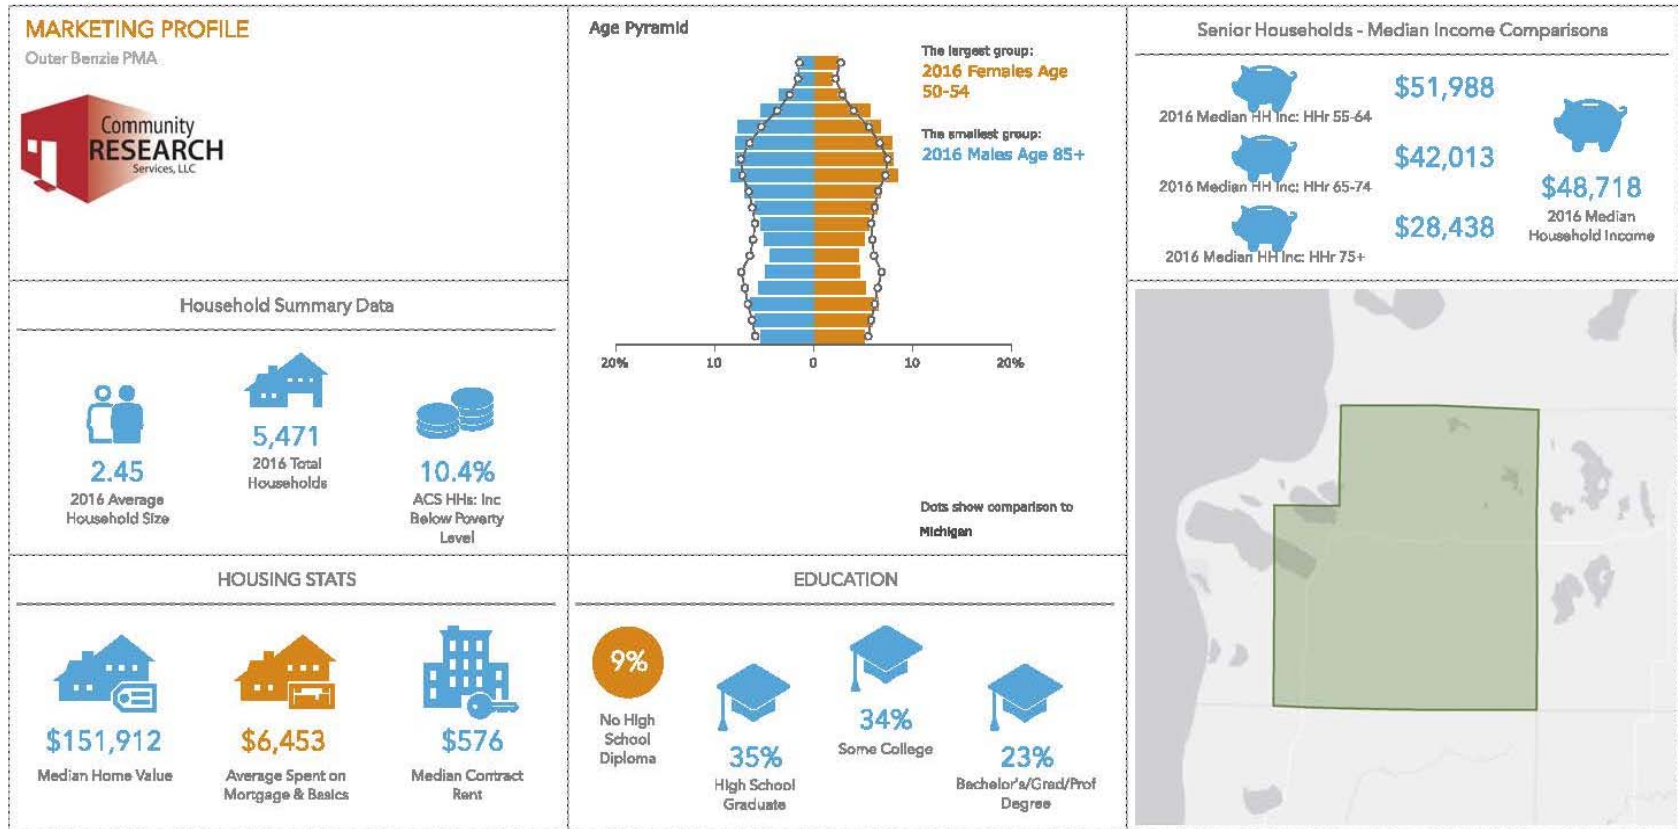 MARKETING PROFILE
Outer Benzie PMA
Community
RESEARCH
Services, LLC
Age Pyramid
The largest group:
2016 Females Age
50-54
The smallest group:
2016 Males Age 85+
20%
10
0
10
20%
Dots show comparison to
Michigan
Senior Households - Median Income Comparisons
$51,988
2016 Median HH Inc: HHr 55-64
$42,013
2016 Median HH Inc: HHr 65-74
$28,438
2016 Median HH Inc: HHr 75+
$48,718
2016 Median
Household Income
Household Summary Data
2.45
2016 Average
Household Size
5,471
2016 Total
Households
10.4%
ACS HHs: Inc
Below Poverty
Level
HOUSING STATS
$151,912
Median Home Value
$6,453
Average Spent on
Mortgage & Basics
$576
Median Contract
Rent
EDUCATION
9%
No High
School
Diploma
35%
High School
Graduate
34%
Some College
23%
Bachelor's/Grad/Prof
Degree